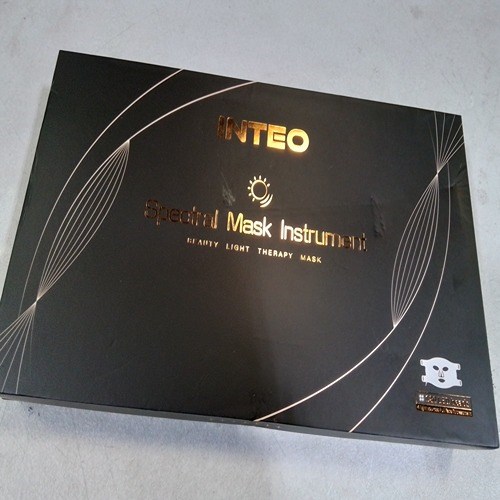 INTEO
Spectral Mask Instrument
BEAUTY LIGHT THERAPY MASK